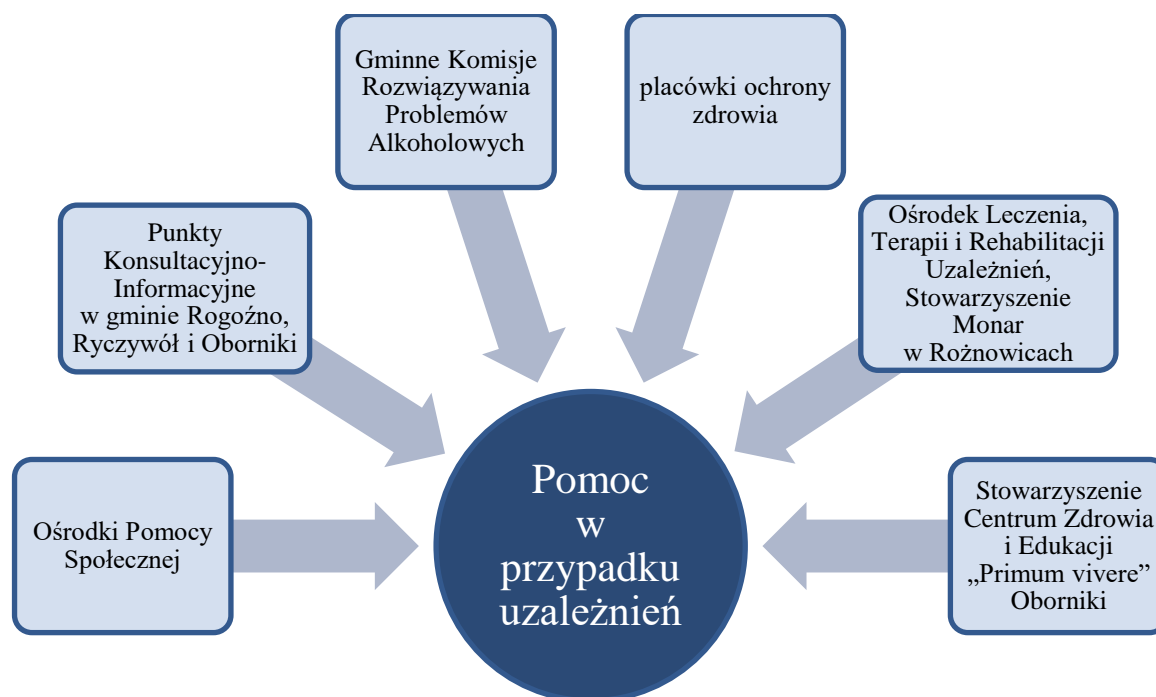 Gminne Komisje
Rozwiązywania
Problemów
Alkoholowych
placówki ochrony
zdrowia
Punkty
Konsultacyjno-
Informacyjne
w gminie Rogoźno,
Ryczywół i Oborniki
Ośrodek Leczenia,
Terapii i Rehabilitacji
Uzależnień,
Stowarzyszenie
Monar
w Rożnowicach
Ośrodki Pomocy
Społecznej
Pomoc
w
przypadku
uzależnień
Stowarzyszenie
Centrum Zdrowia
i Edukacji
„Primum vivere”
Oborniki